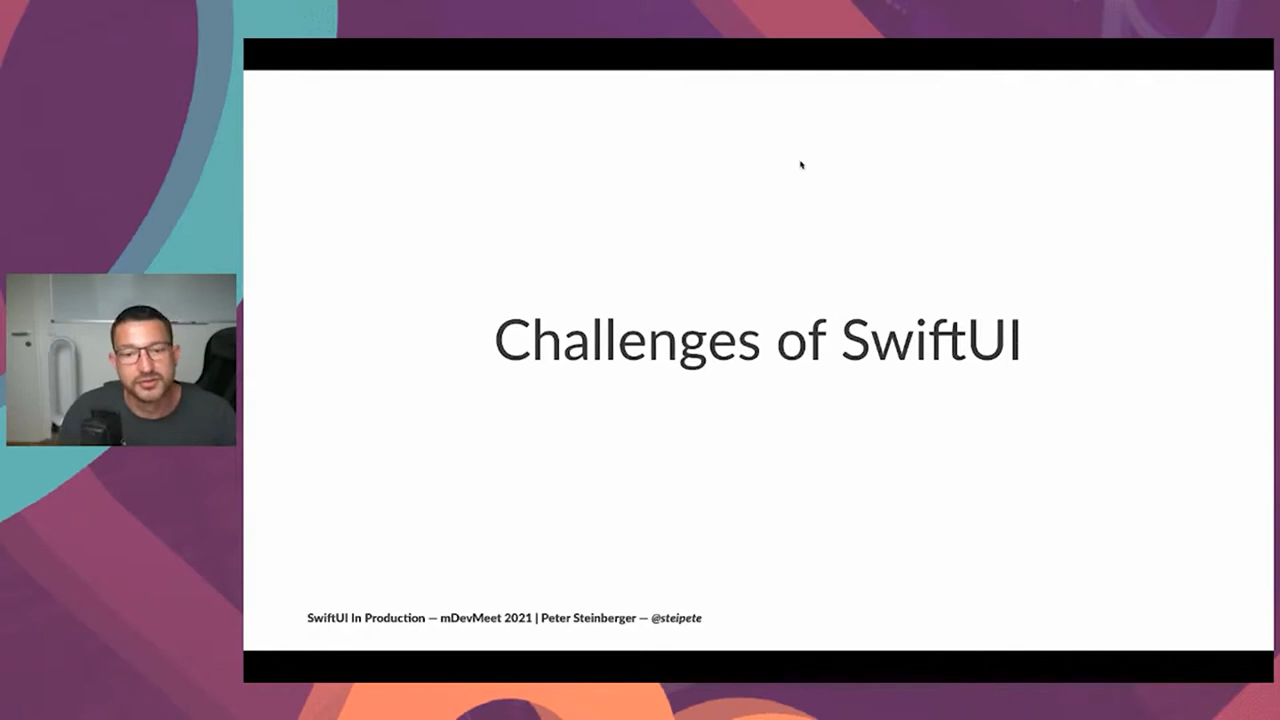 Challenges of SwiftUI
SwiftUI In Production — mDevMeet 2021 | Peter Steinberger — @steipete